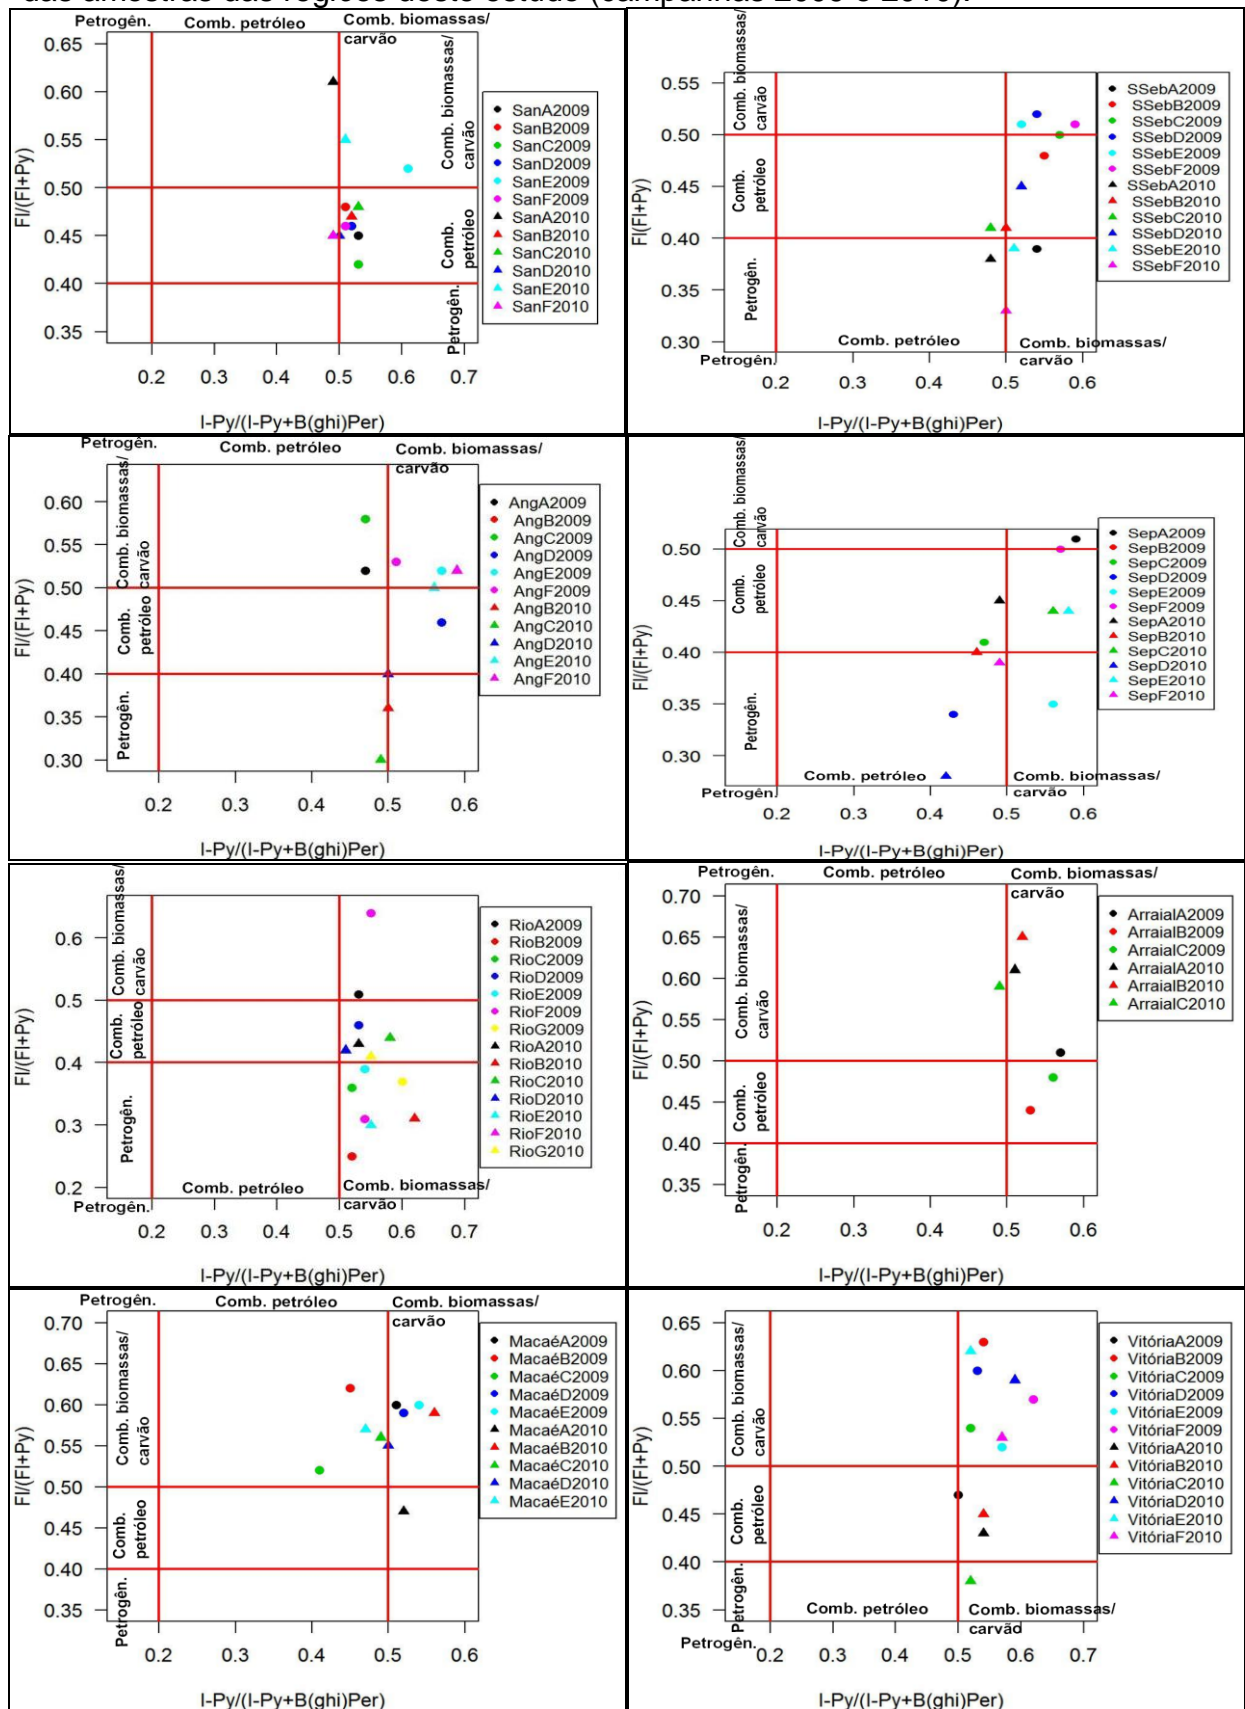 das amostras das regiões deste estudo (campanhas 2009 e 2010).
Petrogên. Comb. petróleo Comb. biomassas/
carvão
0.65
0.60
0.55
0.50
0.45
0.40
0.35
Fl/(Fl+Py)
Comb. biomassas/
carvão
Comb.
petróleo
Petrogên.
0.2 0.3 0.4 0.5 0.6 0.7
I-Py/(I-Py+B(ghi)Per)
SanA2009
SanB2009
SanC2009
SanD2009
SanE2009
SanF2009
SanA2010
SanB2010
SanC2010
SanD2010
SanE2010
SanF2010
Comb. biomassas/
carvão
Comb.
petróleo
Petrogên.
0.55
0.50
0.45
0.40
0.35
0.30
Fl(Fl+Py)
Comb. petróleo Comb. biomassas/
Petrogên. carvão
0.2 0.3 0.4 0.5 0.6
I-Py/(I-Py+B(ghi)Per)
SSebA2009
SSebB2009
SSebC2009
SSebD2009
SSebE2009
SSebF2009
SSebA2010
SSebB2010
SSebC2010
SSebD2010
SSebE2010
SSebF2010
Petrogên. Comb. petróleo Comb. biomassas/
carvão
0.60
0.55
0.50
0.45
0.40
0.35
0.30
Fl/(Fl+Py)
Comb. biomassas/
carvão
Comb.
petróleo
Petrogên.
0.2 0.3 0.4 0.5 0.6
I-Py/(I-Py+B(ghi)Per)
AngA2009
AngB2009
AngC2009
AngD2009
AngE2009
AngF2009
AngB2010
AngC2010
AngD2010
AngE2010
AngF2010
Comb. biomassas/
carvão
Comb.
petróleo
Petrogên.
0.50
0.45
0.40
0.35
0.30
Fl/(Fl+Py)
Comb. petróleo Comb. biomassas/
Petrogên. carvão
0.2 0.3 0.4 0.5 0.6
I-Py/(I-Py+B(ghi)Per)
SepA2009
SepB2009
SepC2009
SepD2009
SepE2009
SepF2009
SepA2010
SepB2010
SepC2010
SepD2010
SepE2010
SepF2010
Comb. biomassas/
carvão
Comb.
petróleo
Petrogên.
0.6
0.5
0.4
0.3
0.2
Fl/(Fl+Py)
Comb. petróleo Comb. biomassas/
Petrogên. carvão
0.2 0.3 0.4 0.5 0.6 0.7
I-Py/(I-Py+B(ghi)Per)
RioA2009
RioB2009
RioC2009
RioD2009
RioE2009
RioF2009
RioG2009
RioA2010
RioB2010
RioC2010
RioD2010
RioE2010
RioF2010
RioG2010
Petrogên. Comb. petróleo Comb. biomassas/
carvão
0.70
0.65
0.60
0.55
0.50
0.45
0.40
0.35
Fl/(Fl+Py)
Comb. biomassas/
carvão
Comb.
petróleo
Petrogên.
0.2 0.3 0.4 0.5 0.6
I-Py/(I-Py+B(ghi)Per)
ArraialA2009
ArraialB2009
ArraialC2009
ArraialA2010
ArraialB2010
ArraialC2010
Petrogên. Comb. petróleo Comb. biomassas/
carvão
0.70
0.65
0.60
0.55
0.50
0.45
0.40
0.35
Fl/(Fl+Py)
Comb. biomassas/
carvão
Comb.
petróleo
Petrogên.
0.2 0.3 0.4 0.5 0.6
I-Py/(I-Py+B(ghi)Per)
MacaéA2009
MacaéB2009
MacaéC2009
MacaéD2009
MacaéE2009
MacaéA2010
MacaéB2010
MacaéC2010
MacaéD2010
MacaéE2010
0.65
0.60
0.55
0.50
0.45
0.40
0.35
Fl/(Fl+Py)
Comb. biomassas/
carvão
Comb.
petróleo
Petrogên.
Comb. petróleo Comb. biomassas/
Petrogên. carvão
0.2 0.3 0.4 0.5 0.6 0.7
I-Py/(I-Py+B(ghi)Per)
VitóriaA2009
VitóriaB2009
VitóriaC2009
VitóriaD2009
VitóriaE2009
VitóriaF2009
VitóriaA2010
VitóriaB2010
VitóriaC2010
VitóriaD2010
VitóriaE2010
VitóriaF2010